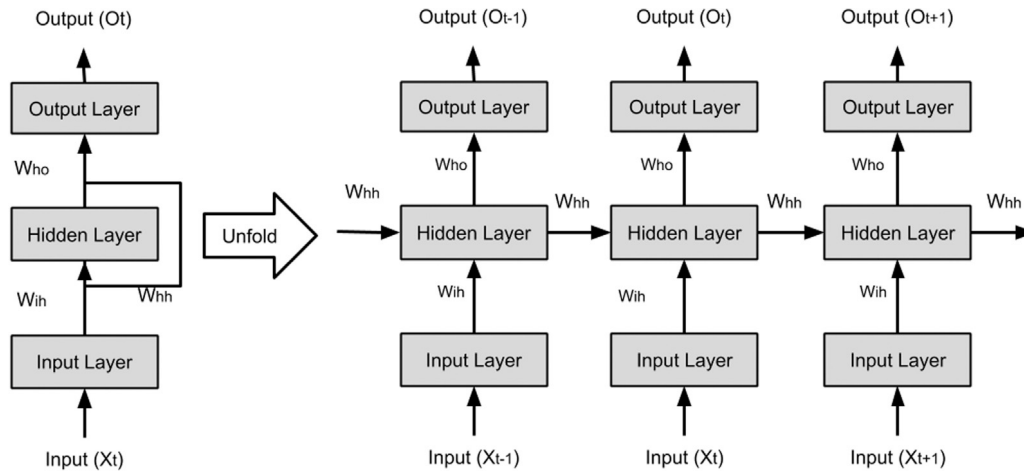 Output (Ot)
Output Layer
Who
Hidden Layer
Wih
Whh
Input Layer
Input (Xt)
Unfold
Output (Ot-1) Output (Ot) Output (Ot+1)
Output Layer Output Layer Output Layer
Who Who Who
Whh Whh Whh Whh
Hidden Layer Hidden Layer Hidden Layer
Wih Wih Wih
Input Layer Input Layer Input Layer
Input (Xt-1) Input (Xt) Input (Xt+1)